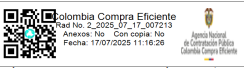 Colombia Compra Eficiente
Rad No. 2_2025_07_17_007213
Anexos: No Con copia: No
Fecha: 17/07/2025 11:16:26
Agencia Nacional
de Contratación Pública
Colombia Compra Eficiente